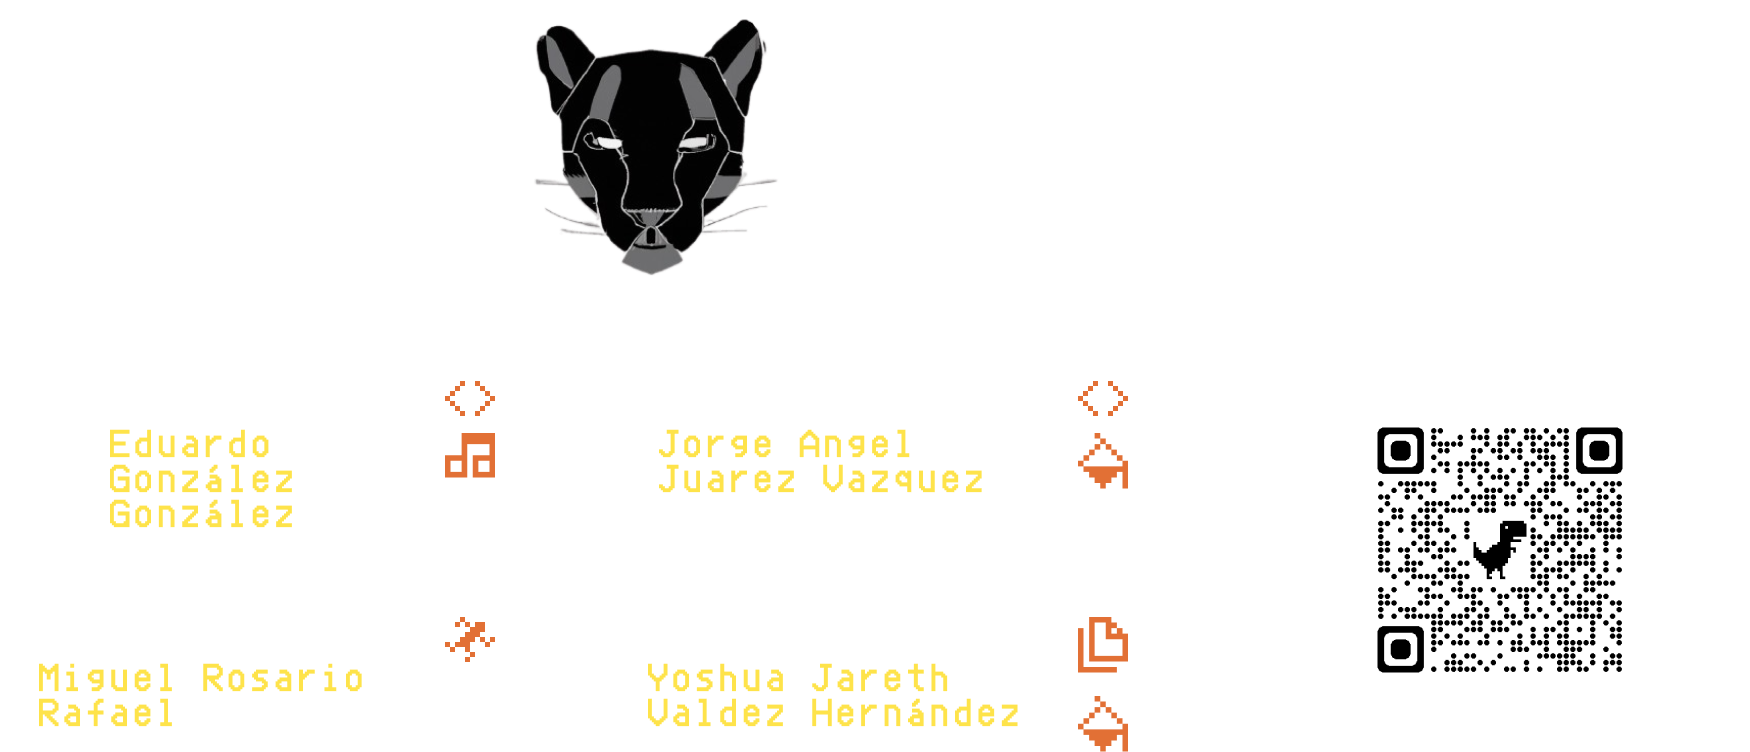 Eduardo
González
González
Jorge Angel
Juarez Vazquez
Miguel Rosario
Rafael
Yoshua Jareth
Valdez Hernández